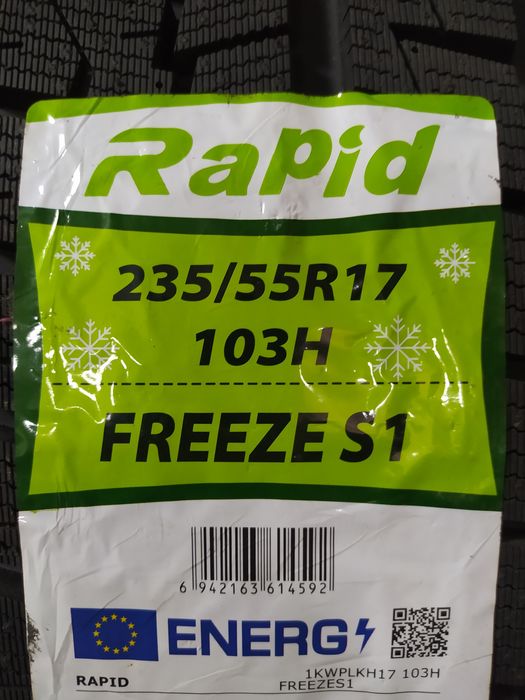 Rapid
235/55R17
103H
FREEZE S1
6 942163 614592
ENERG
RAPID
1KWPLKH17 103H
FREEZES1